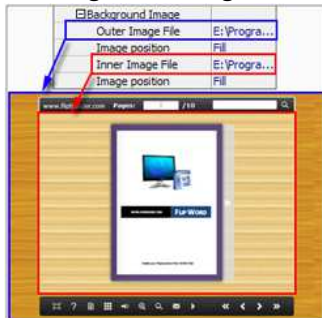 Background Image
Outer Image File E:\Progra...
Image position Fill
Inner Image File E:\Progra...
Image position Fill
Pages: /10
FLIP WORD